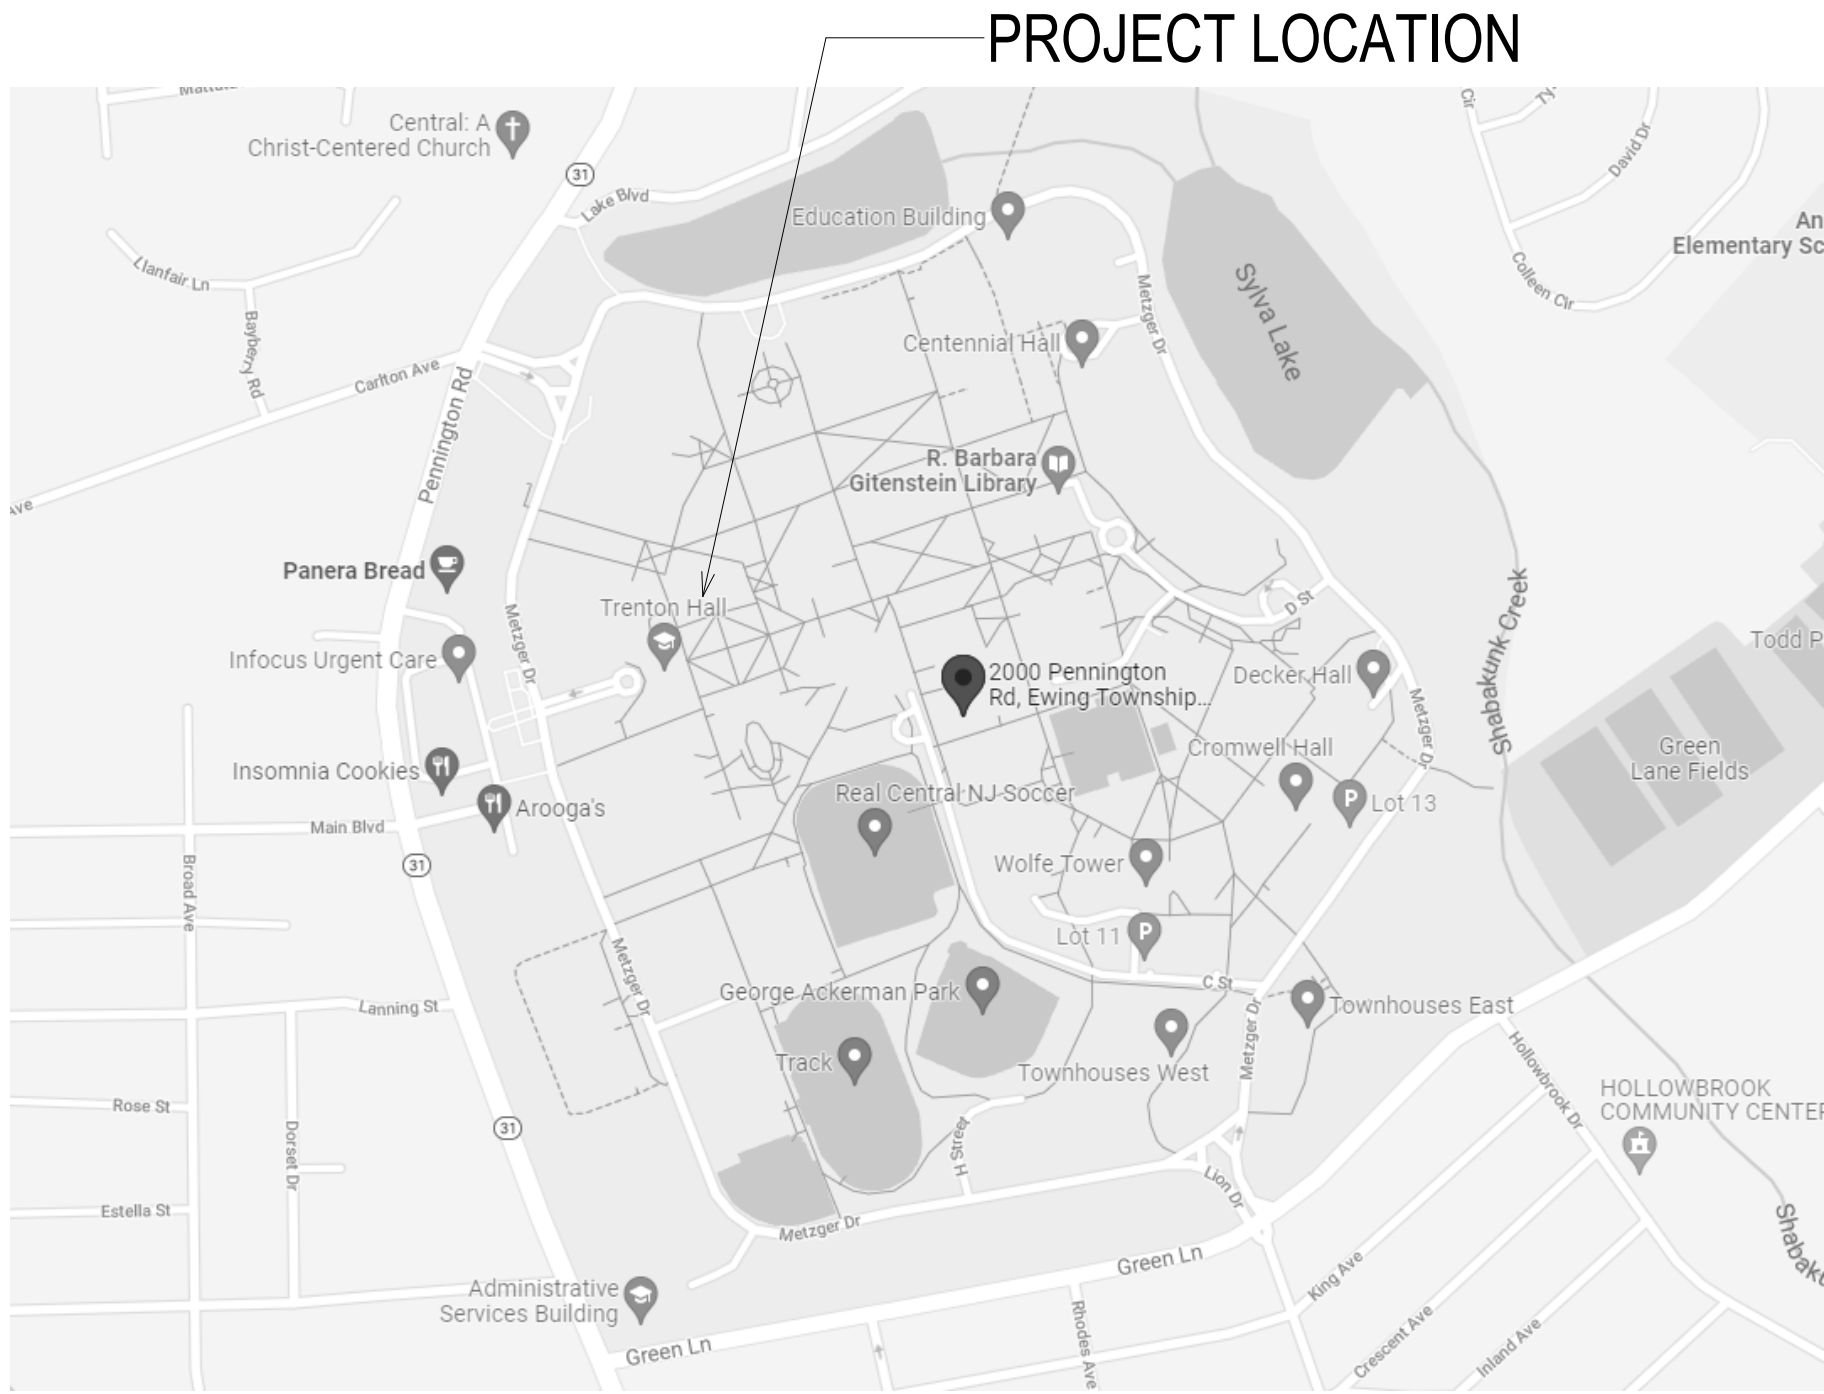 PROJECT LOCATION
Central: A
Christ-Centered Church
31
Lake Blvd
Education Building
Cir
David Dr
Elementary Sc
Colleen Cir
Llanfair Ln
Bayberry Rd
Carlton Ave
Pennington Rd
Metzger Dr
Sylva Lake
Centennial Hall
R. Barbara
Gitenstein Library
Ave
Panera Bread
Metzger Dr
Trenton Hall
Infocus Urgent Care
2000 Pennington
Rd, Ewing Township...
D St
Decker Hall
Metzger Dr
Shabakunk Creek
Todd P
Green
Lane Fields
Cromwell Hall
Lot 13
P
Insomnia Cookies
Arooga's
Main Blvd
31
Broad Ave
Real Central NJ Soccer
Wolfe Tower
Lot 11
P
C St
Metzger Dr
George Ackerman Park
Townhouses East
Lanning St
Track
Townhouses West
Metzger Dr
Hollowbrook Dr
HOLLOWBROOK
COMMUNITY CENTER
Rose St
31
Dorset Dr
S H Street
Lion Dr
Estella St
Metzger Dr
Green Ln
Administrative
Services Building
Green Ln
Rhodes Ave
King Ave
Crescent Ave
Inland Ave